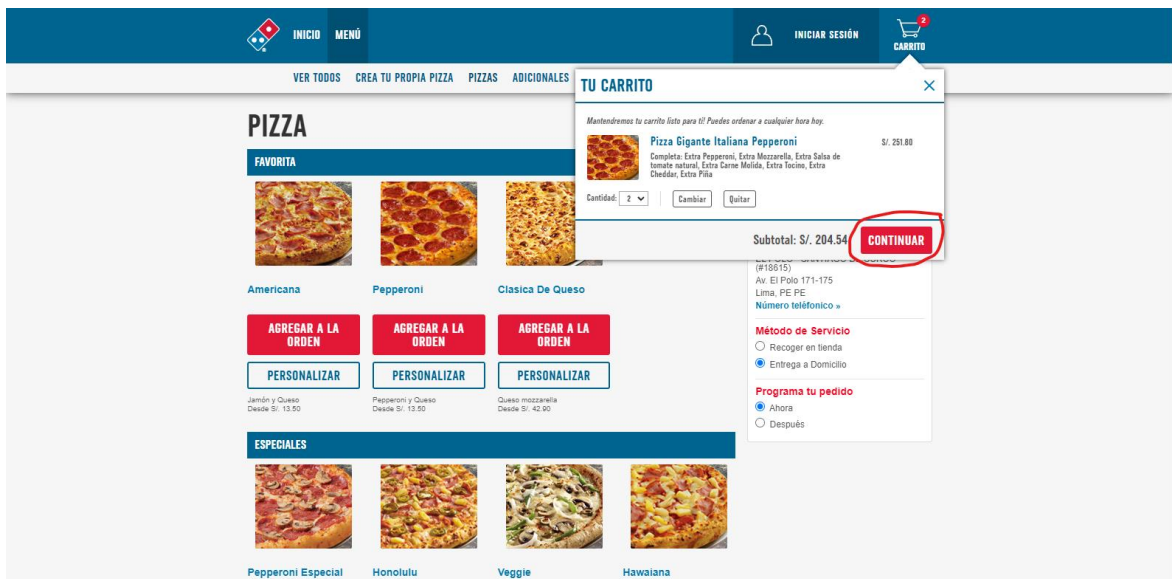 INICIO MENÚ
INICIAR SESIÓN
2
CARRITO
VER TODOS CREA TU PROPIA PIZZA PIZZAS ADICIONALES
TU CARRITO
Mantendremos tu carrito listo para ti! Puedes ordenar a cualquier hora hoy.
Pizza Gigante Italiana Pepperoni S/. 251.80
Completa: Extra Pepperoni, Extra Mozzarella, Extra Salsa de
tomate natural, Extra Carne Molida, Extra Tocino, Extra
Cheddar, Extra Piña
Cantidad: 2 Cambiar Quitar
Subtotal: S/. 204.54 CONTINUAR
PIZZA
FAVORITA
Americana Pepperoni Clasica De Queso
AGREGAR A LA
ORDEN
AGREGAR A LA
ORDEN
AGREGAR A LA
ORDEN
PERSONALIZAR PERSONALIZAR PERSONALIZAR
Jamón y Queso
Desde S/. 13.50
Pepperoni y Queso
Desde S/. 13.50
Queso mozzarella
Desde S/. 42.90
(#18615)
Av. El Polo 171-175
Lima, PE PE
Número teléfonico »
Método de Servicio
Recoger en tienda
Entrega a Domicilio
Programa tu pedido
Ahora
Después
ESPECIALES
Pepperoni Especial Honolulu Veggie Hawaiana